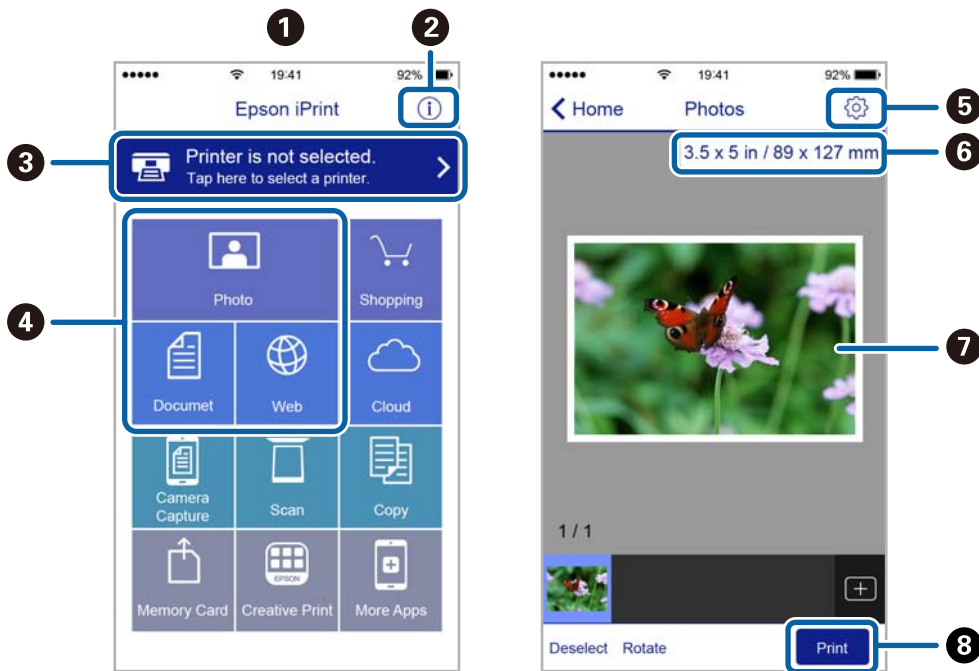 1
2
19:41
92%
Epson iPrint
3
Printer is not selected.
Tap here to select a printer.
4
Photo
Shopping
Documet
Web
Cloud
Camera
Capture
Scan
Copy
EPSON
Memory Card
Creative Print
More Apps
19:41
92%
Home
Photos
5
3.5 x 5 in / 89 x 127 mm
6
7
1 / 1
Deselect
Rotate
Print
8